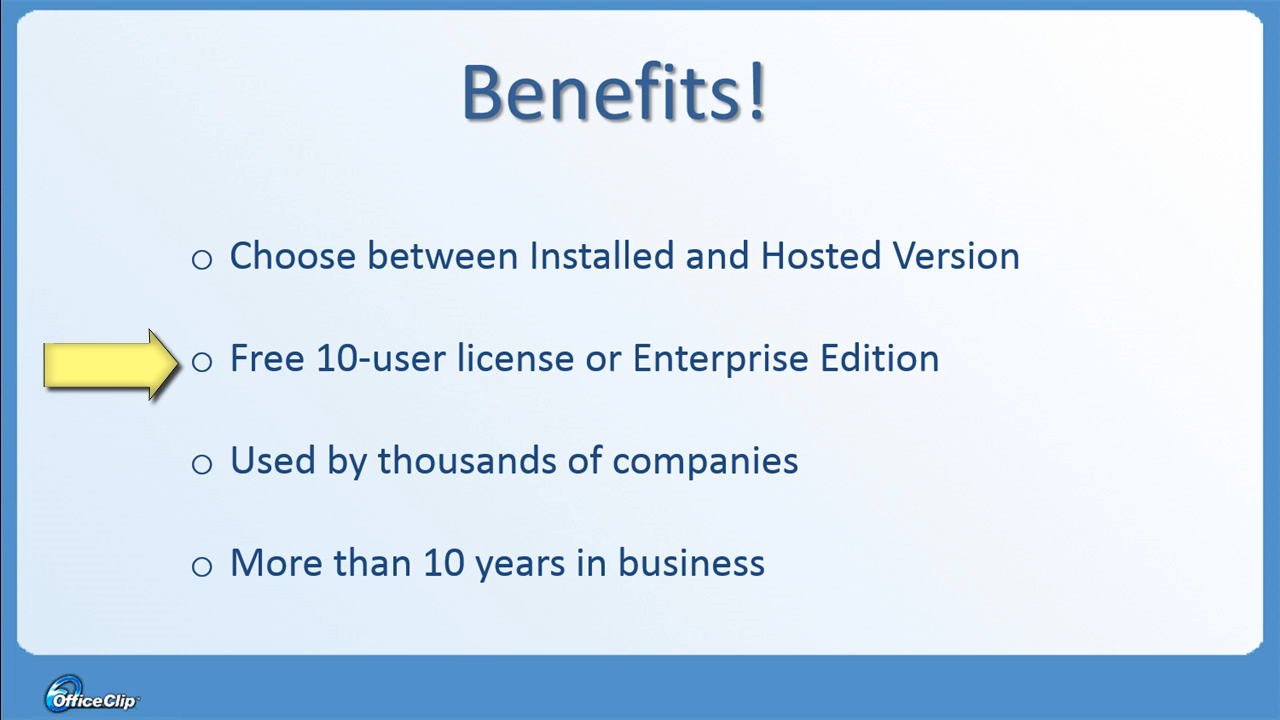 Benefits!
o Choose between Installed and Hosted Version
o Free 10-user license or Enterprise Edition
o Used by thousands of companies
o More than 10 years in business
OfficeClip